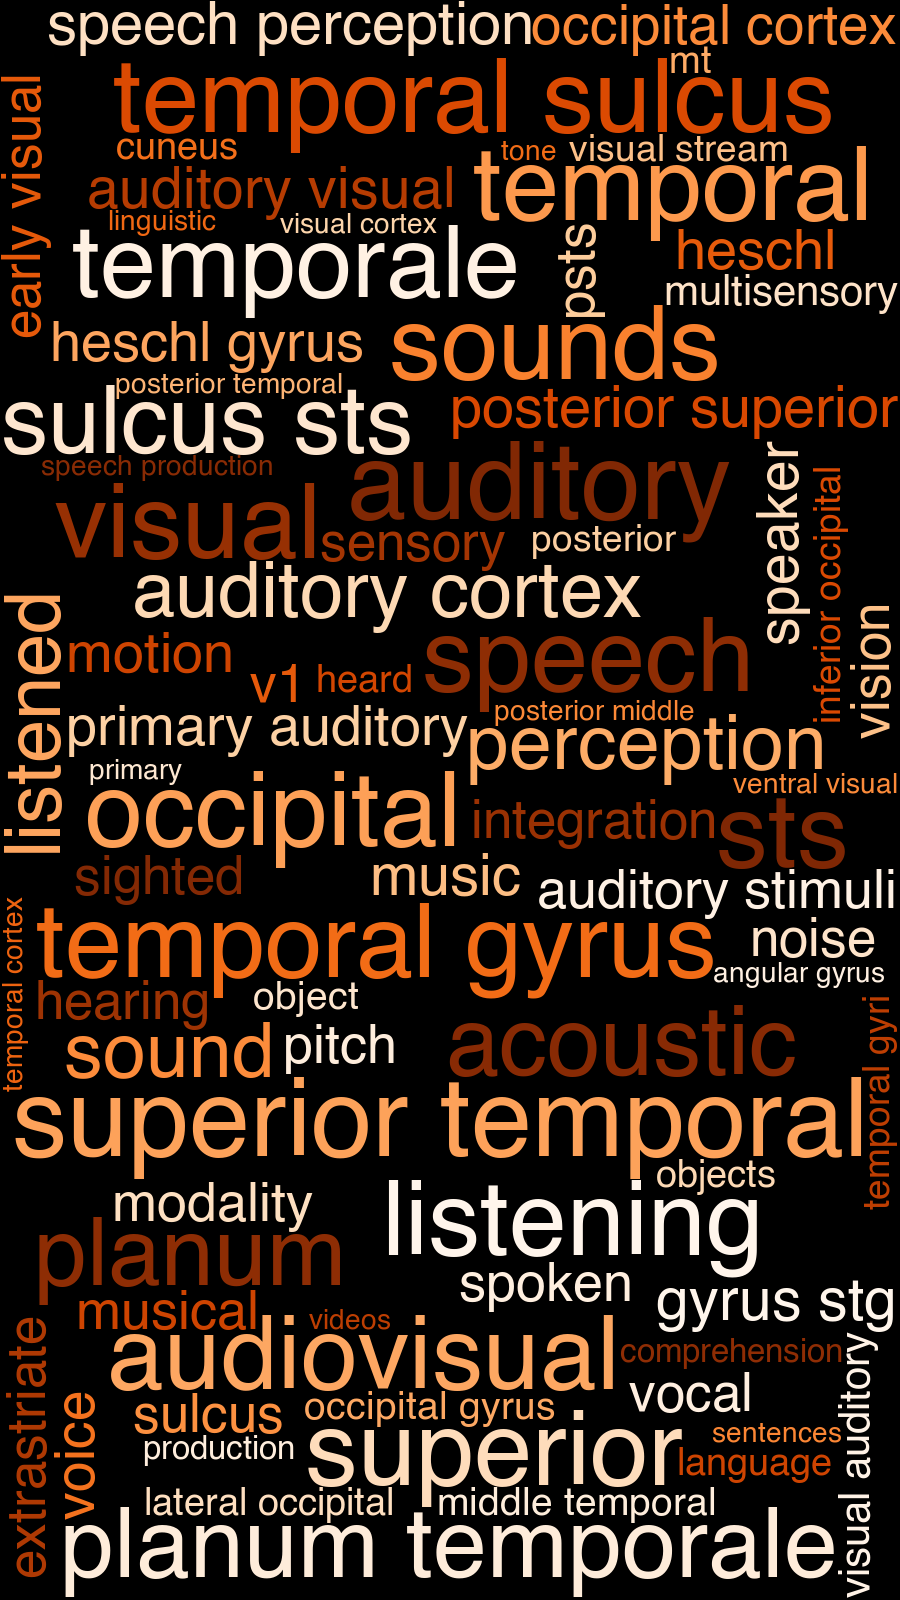 speech perception
occipital cortex
mt
temporal sulcus
early visual
cuneus
tone
visual stream
auditory visual
temporal
linguistic
visual cortex
temporale
psts
heschl
multisensory
heschl gyrus
sounds
posterior temporal
sulcus sts
posterior superior
speech production
auditory
speaker
inferior occipital
visual
sensory
posterior
auditory cortex
listened
motion
v1
heard
speech
vision
primary auditory
posterior middle
perception
primary
ventral visual
occipital
integration
sts
sighted
music
auditory stimuli
temporal cortex
temporal gyrus
noise
angular gyrus
hearing
object
temporal gyri
sound
pitch
acoustic
superior temporal
objects
modality
listening
planum
spoken
gyrus stg
musical
videos
extrastriate
audiovisual
comprehension
visual auditory
voice
sulcus
occipital gyrus
vocal
production
superior
sentences
language
lateral occipital
middle temporal
planum temporale